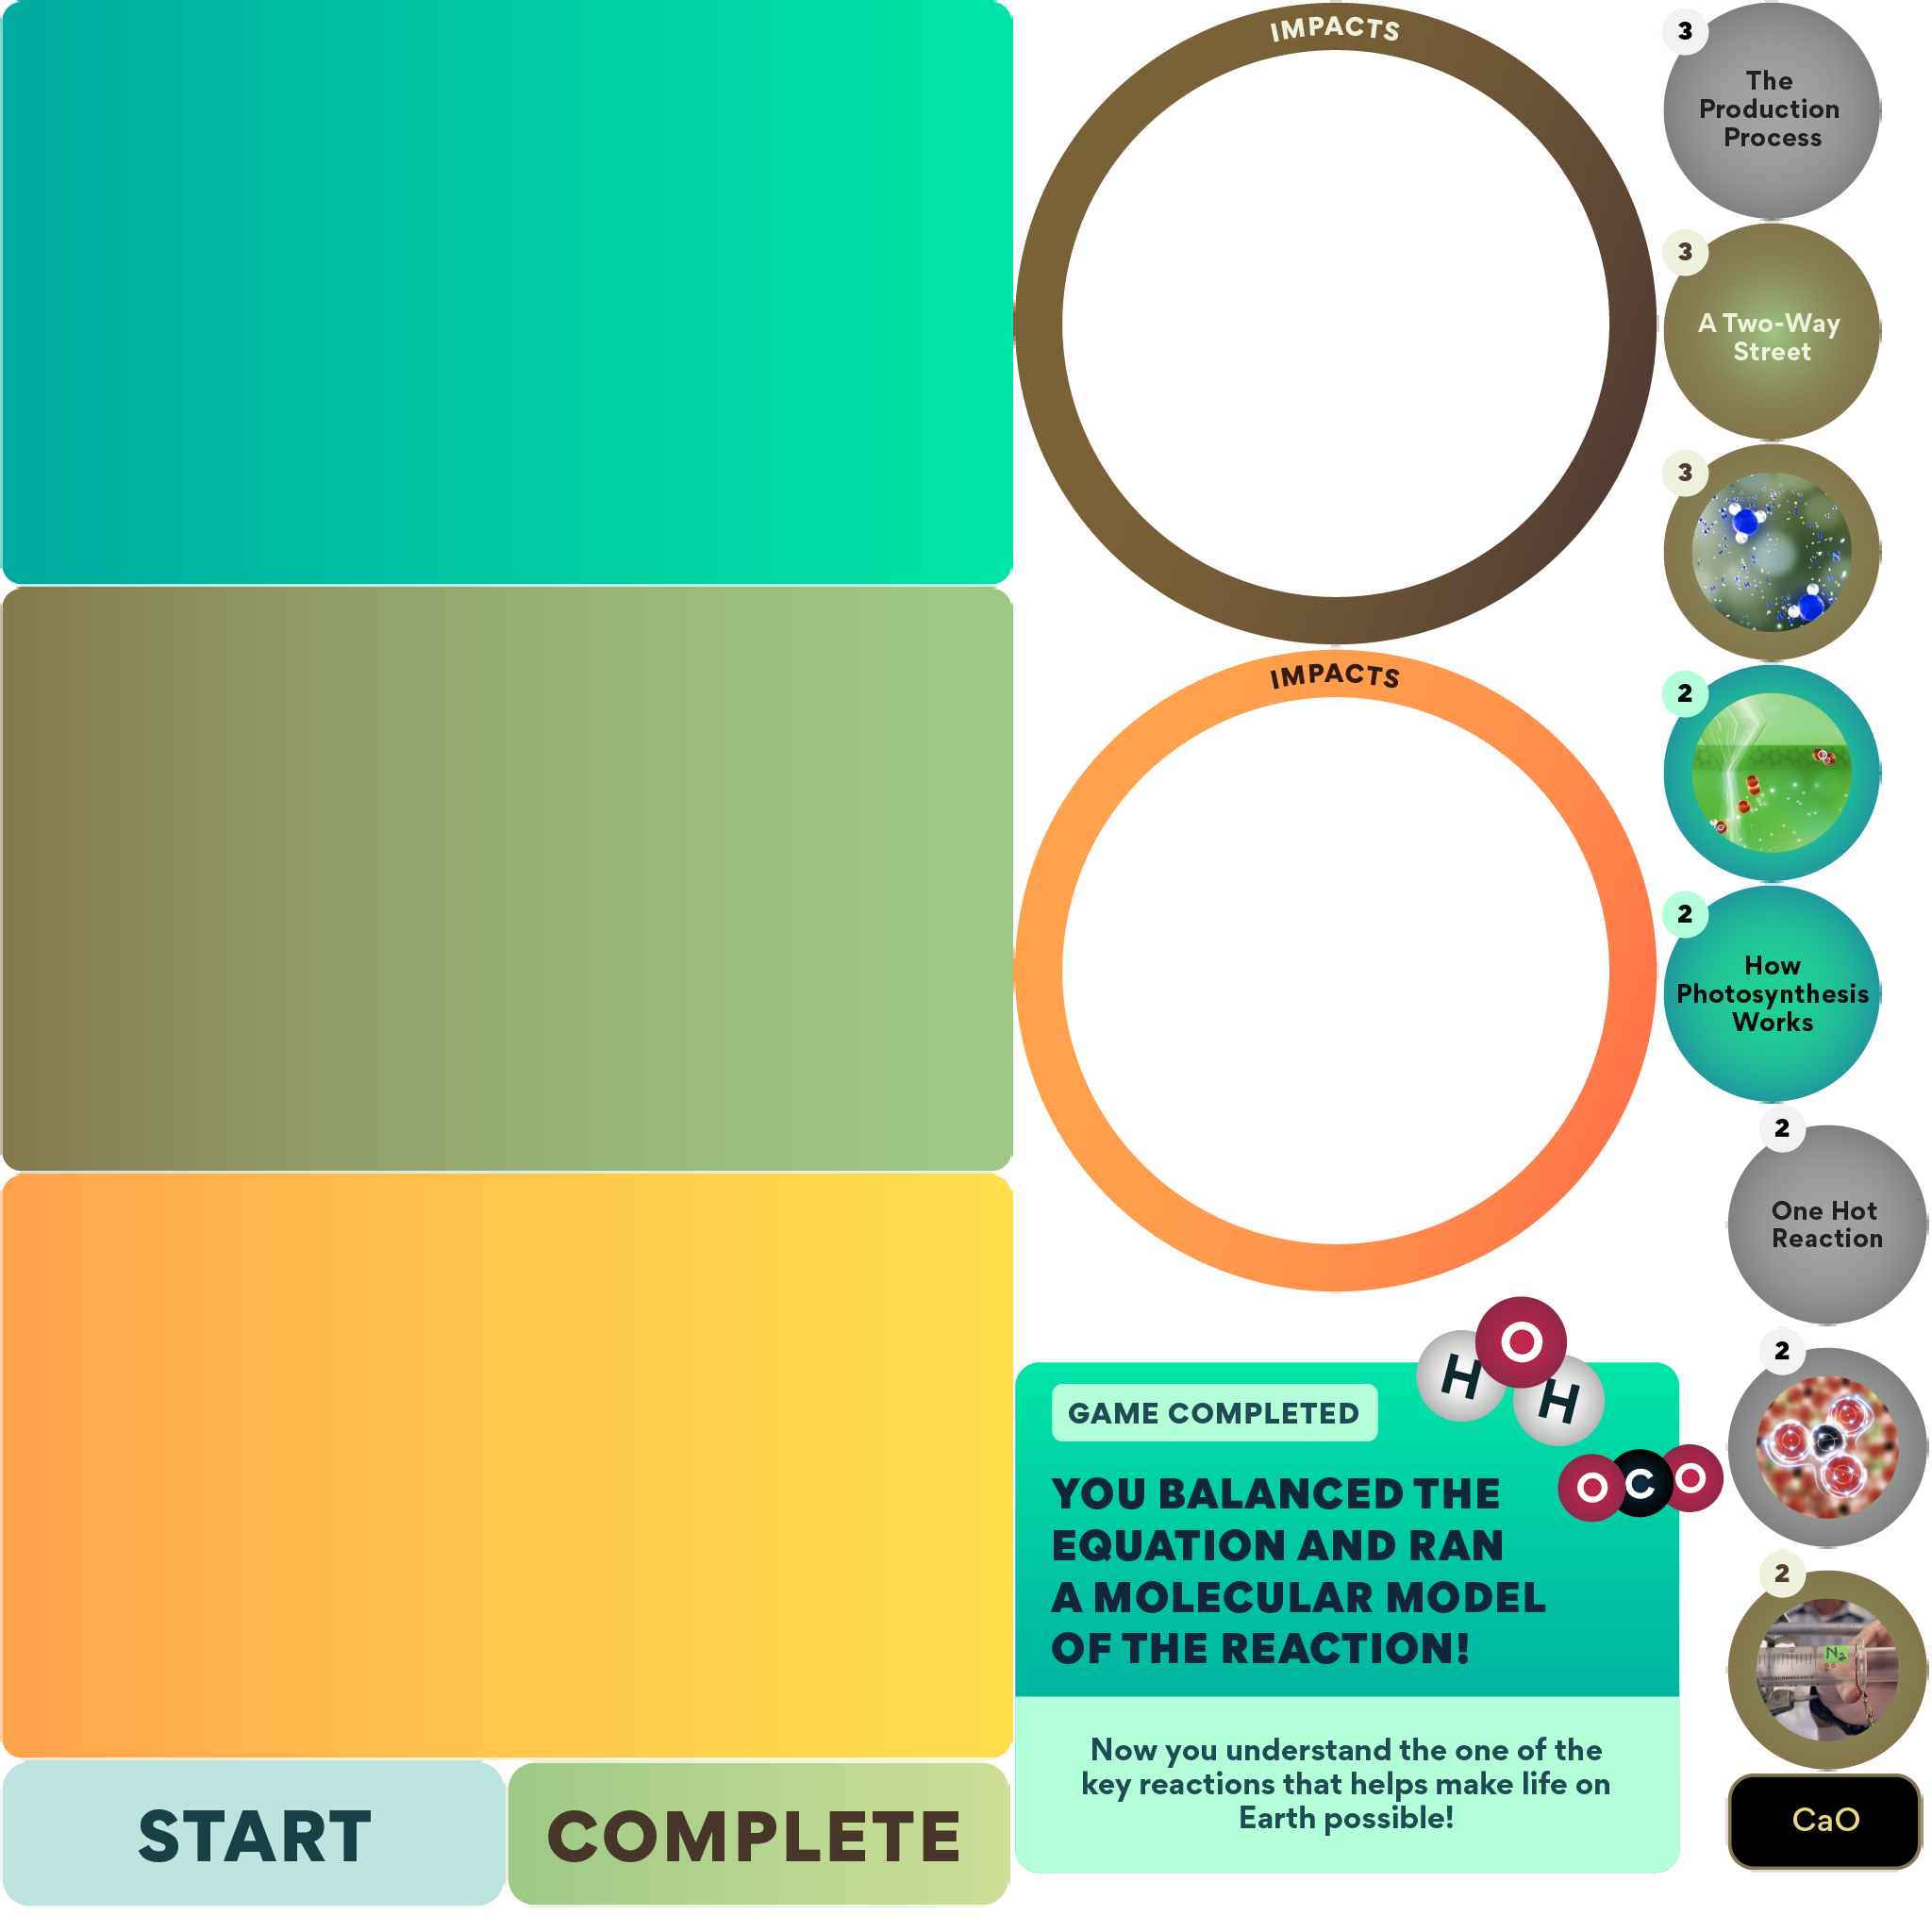 IMPACTS
3
The
Production
Process
3
A Two-Way
Street
3
IMPACTS
2
2
How
Photosynthesis
Works
2
One Hot
Reaction
H O H
GAME COMPLETED
2
O C O
YOU BALANCED THE
EQUATION AND RAN
A MOLECULAR MODEL
OF THE REACTION!
2
N2
Now you understand the one of the
key reactions that helps make life on
Earth possible!
START
COMPLETE
CaO